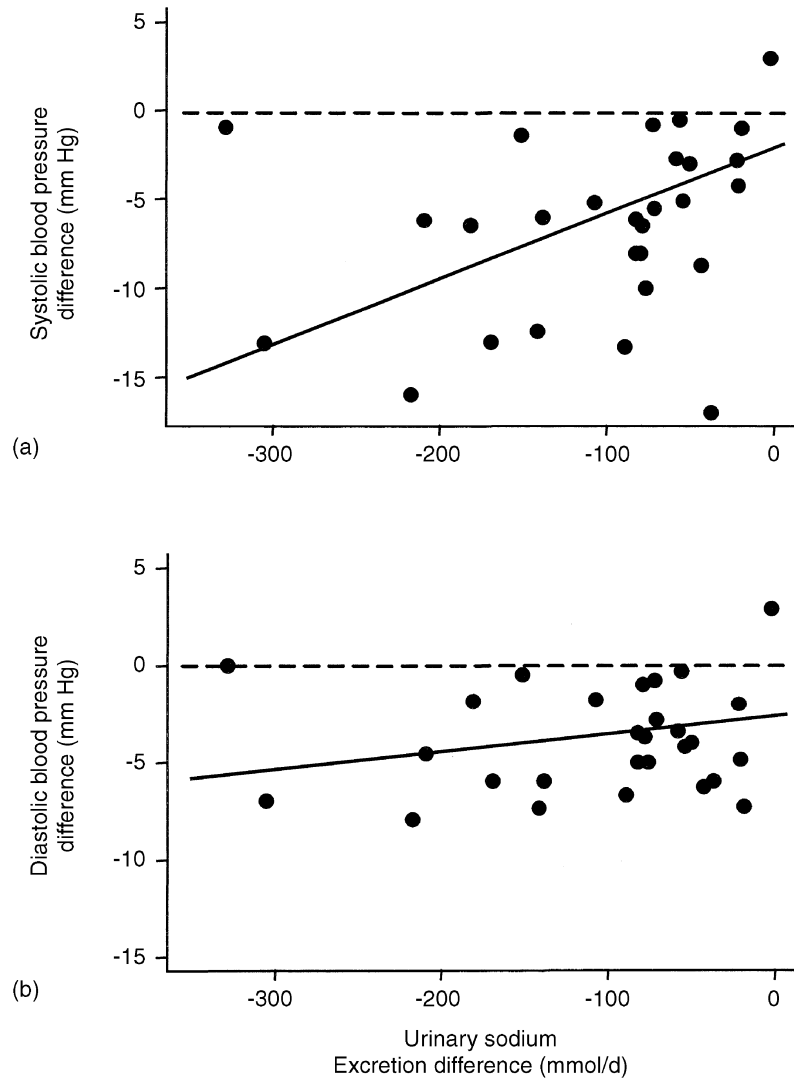 Systolic blood pressure
difference (mm Hg)
5
0
-5
-10
-15
(a)
-300 -200 -100 0
Diastolic blood pressure
difference (mm Hg)
5
0
-5
-10
-15
(b)
-300 -200 -100 0
Urinary sodium
Excretion difference (mmol/d)